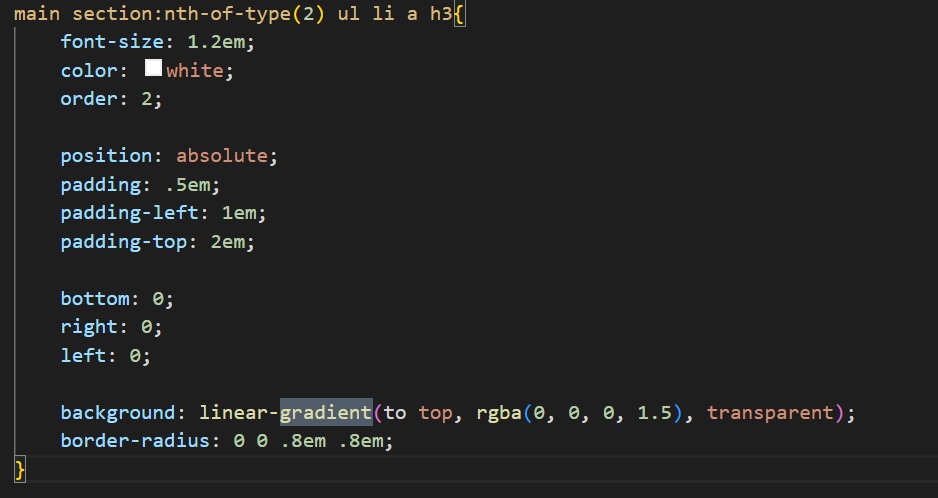 main section:nth-of-type(2) ul li a h3{
font-size: 1.2em;
color: white;
order: 2;
position: absolute;
padding: .5em;
padding-left: 1em;
padding-top: 2em;
bottom: 0;
right: 0;
left: 0;
background: linear-gradient(to top, rgba(0, 0, 0, 1.5), transparent);
border-radius: 0 0 .8em .8em;
}